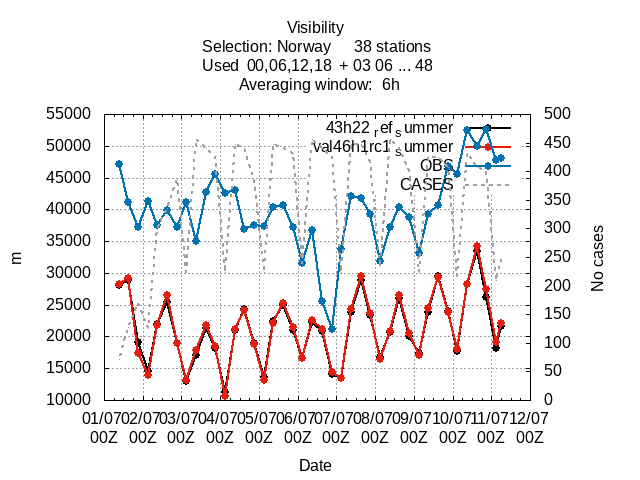 Visibility
Selection: Norway     38 stations
Used  00,06,12,18  + 03 06 ... 48
Averaging window:  6h
55000
50000
45000
40000
35000
30000
25000
20000
15000
10000
m
500
450
400
350
300
250
200
150
100
50
0
No cases
43h22_ref_summer
val46h1rc1_summer
OBS
CASES
01/07 02/07 03/07 04/07 05/07 06/07 07/07 08/07 09/07 10/07 11/07 12/07
00Z 00Z 00Z 00Z 00Z 00Z 00Z 00Z 00Z 00Z 00Z 00Z
Date